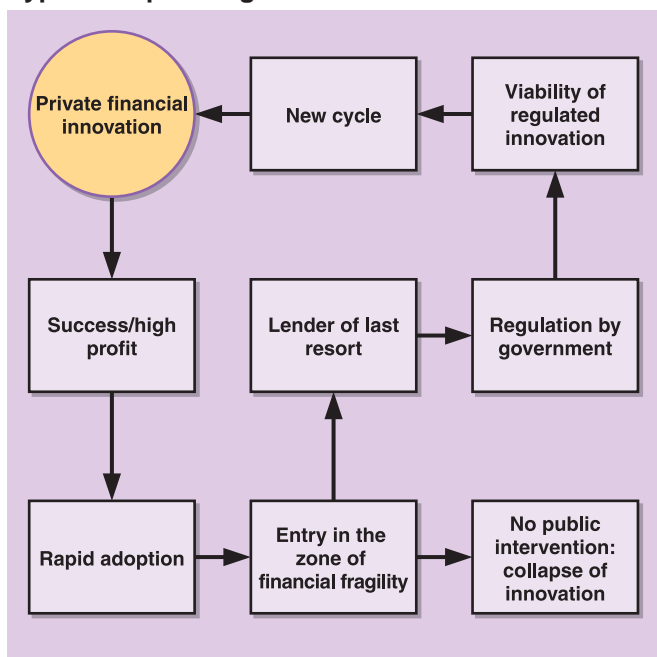 Private financial
innovation
New cycle
Viability of
regulated
innovation
Success/high
profit
Lender of last
resort
Regulation by
government
Rapid adoption
Entry in the
zone of
financial fragility
No public
intervention:
collapse of
innovation